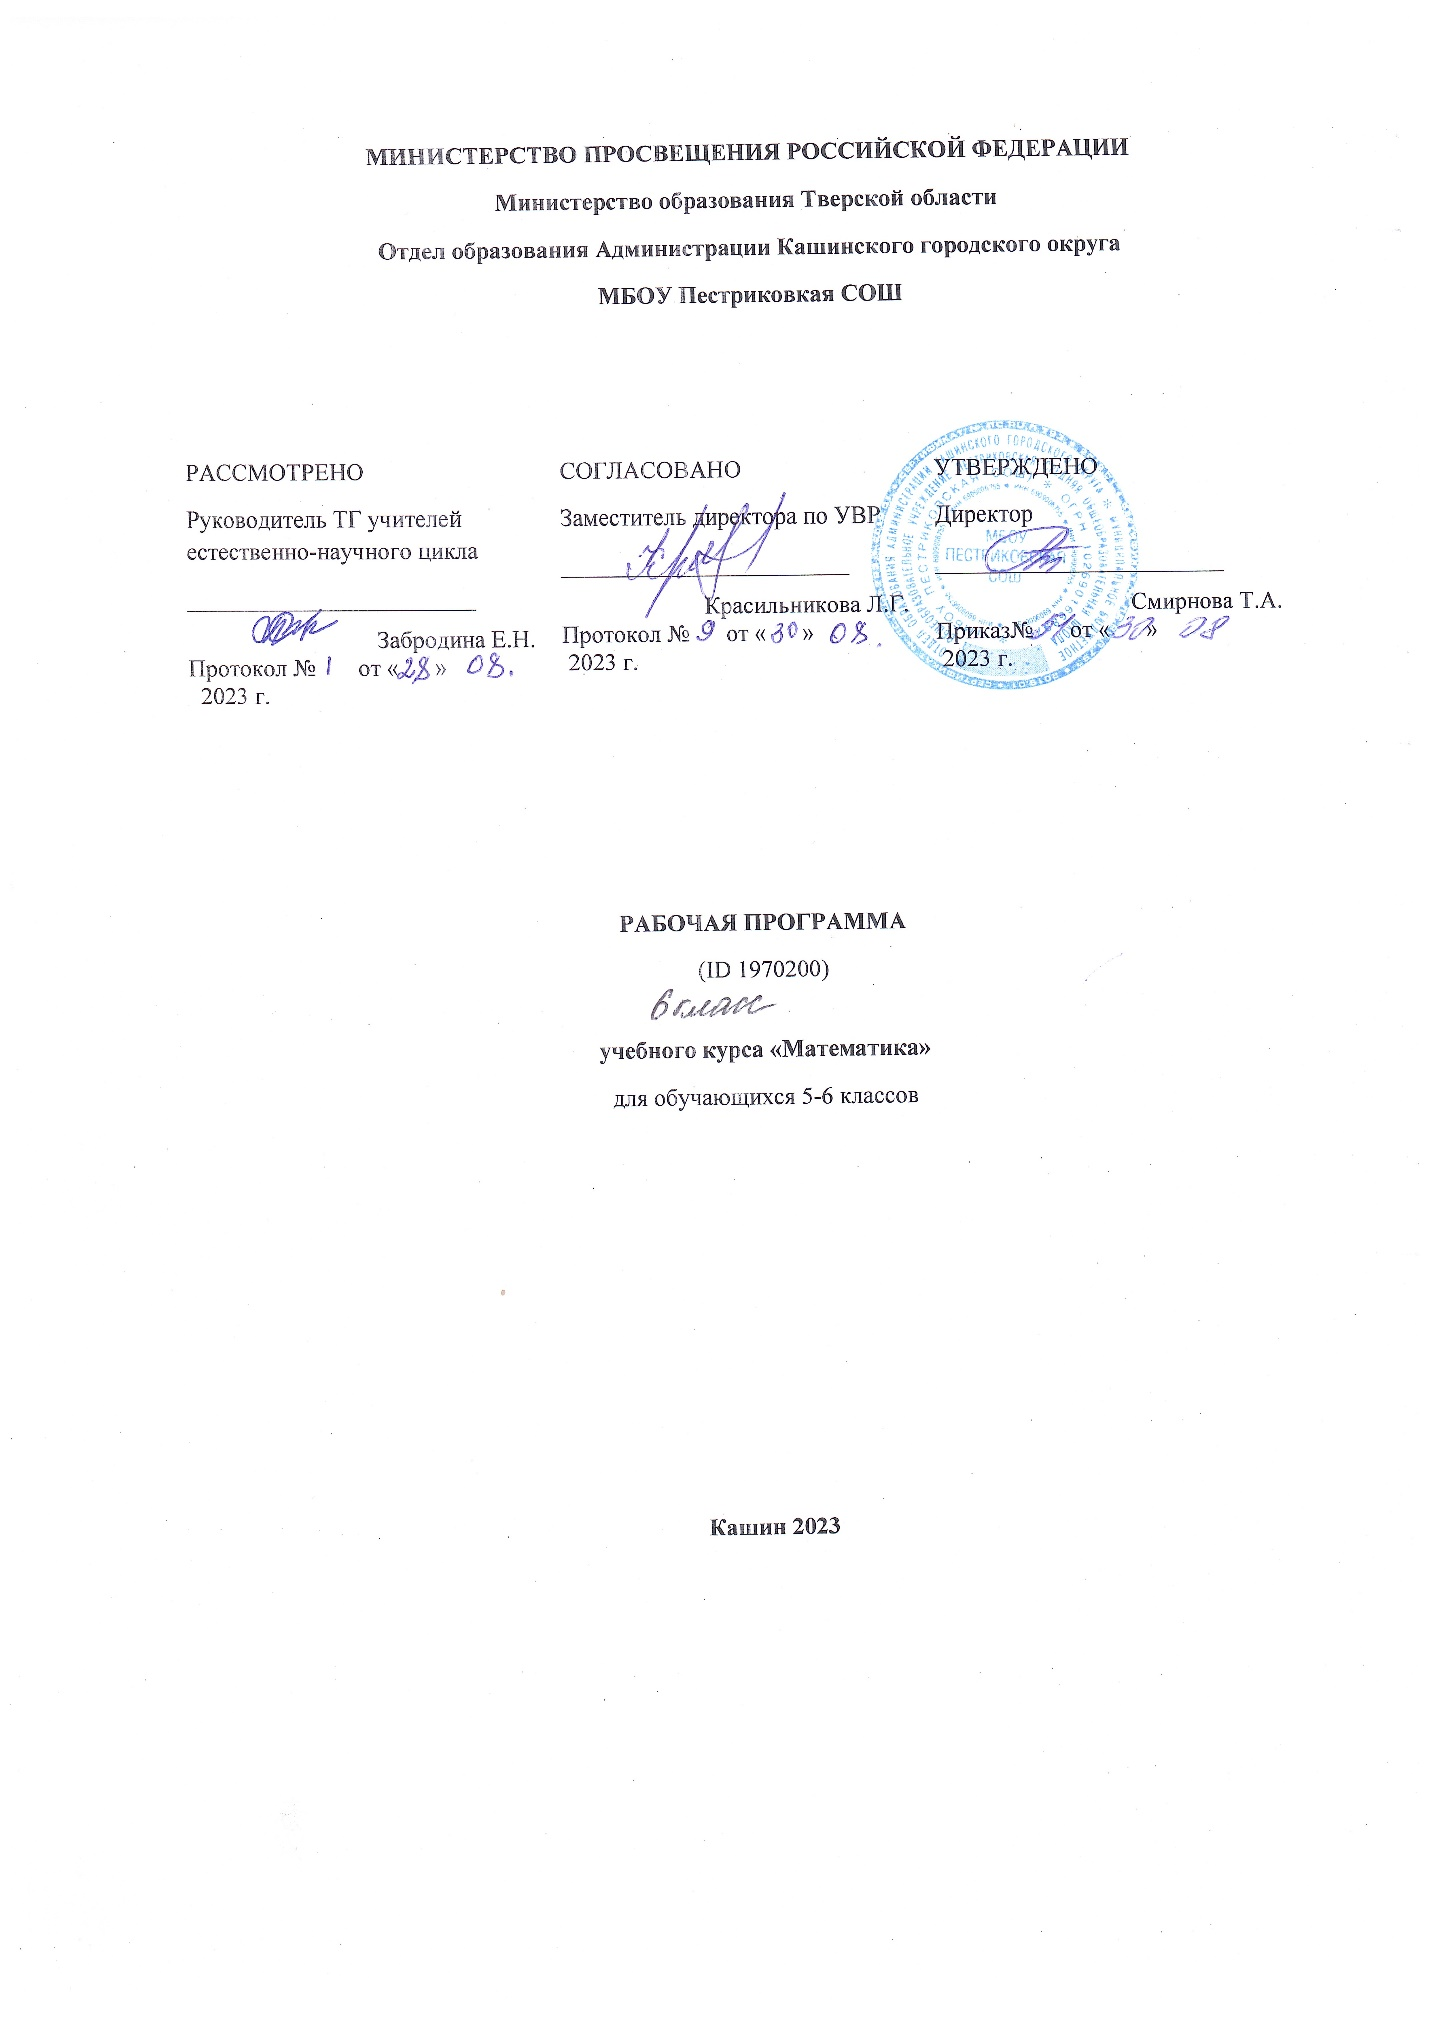 МИНИСТЕРСТВО ПРОСВЕЩЕНИЯ РОССИЙСКОЙ ФЕДЕРАЦИИ
Министерство образования Тверской области
Отдел образования Администрации Кашинского городского округа
МБОУ Пестриковкая СОШ
РАССМОТРЕНО
Руководитель ТГ учителей
естественно-научного цикла
Забродина Е.Н.
Протокол № 1 от «28» 08.
2023 г.
СОГЛАСОВАНО
Заместитель директора по УВР
Красильникова Л.Г.
Протокол № 9 от «30» 08.
2023 г.
УТВЕРЖДЕНО
Директор
Смирнова Т.А.
Приказ№ от «30» 08
2023 г.
МБОУ
ПЕСТРИКОВСКАЯ
СОШ
РАБОЧАЯ ПРОГРАММА
(ID 1970200)
6 класс
учебного курса «Математика»
для обучающихся 5-6 классов
Кашин 2023